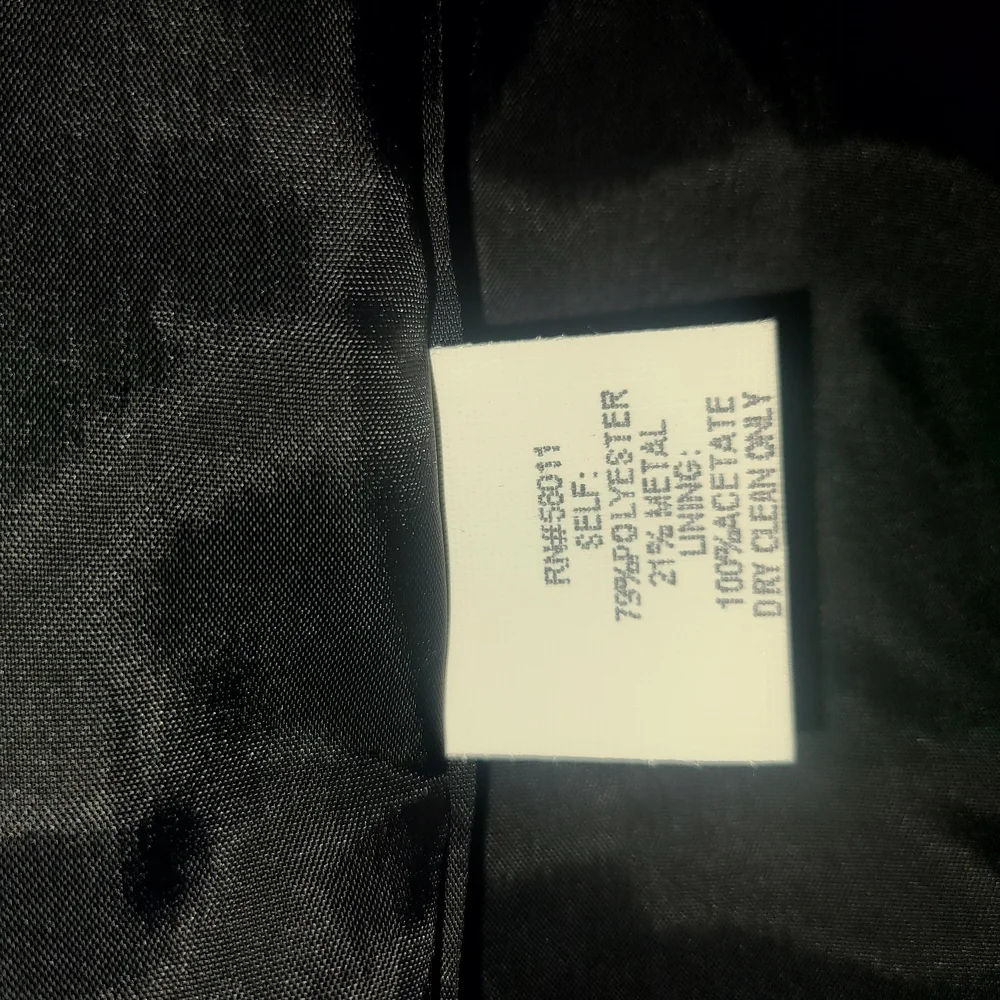 RN#58011
SELF:
79%POLYESTER
21% METAL
LINING:
100%ACETATE
DRY CLEAN ONLY